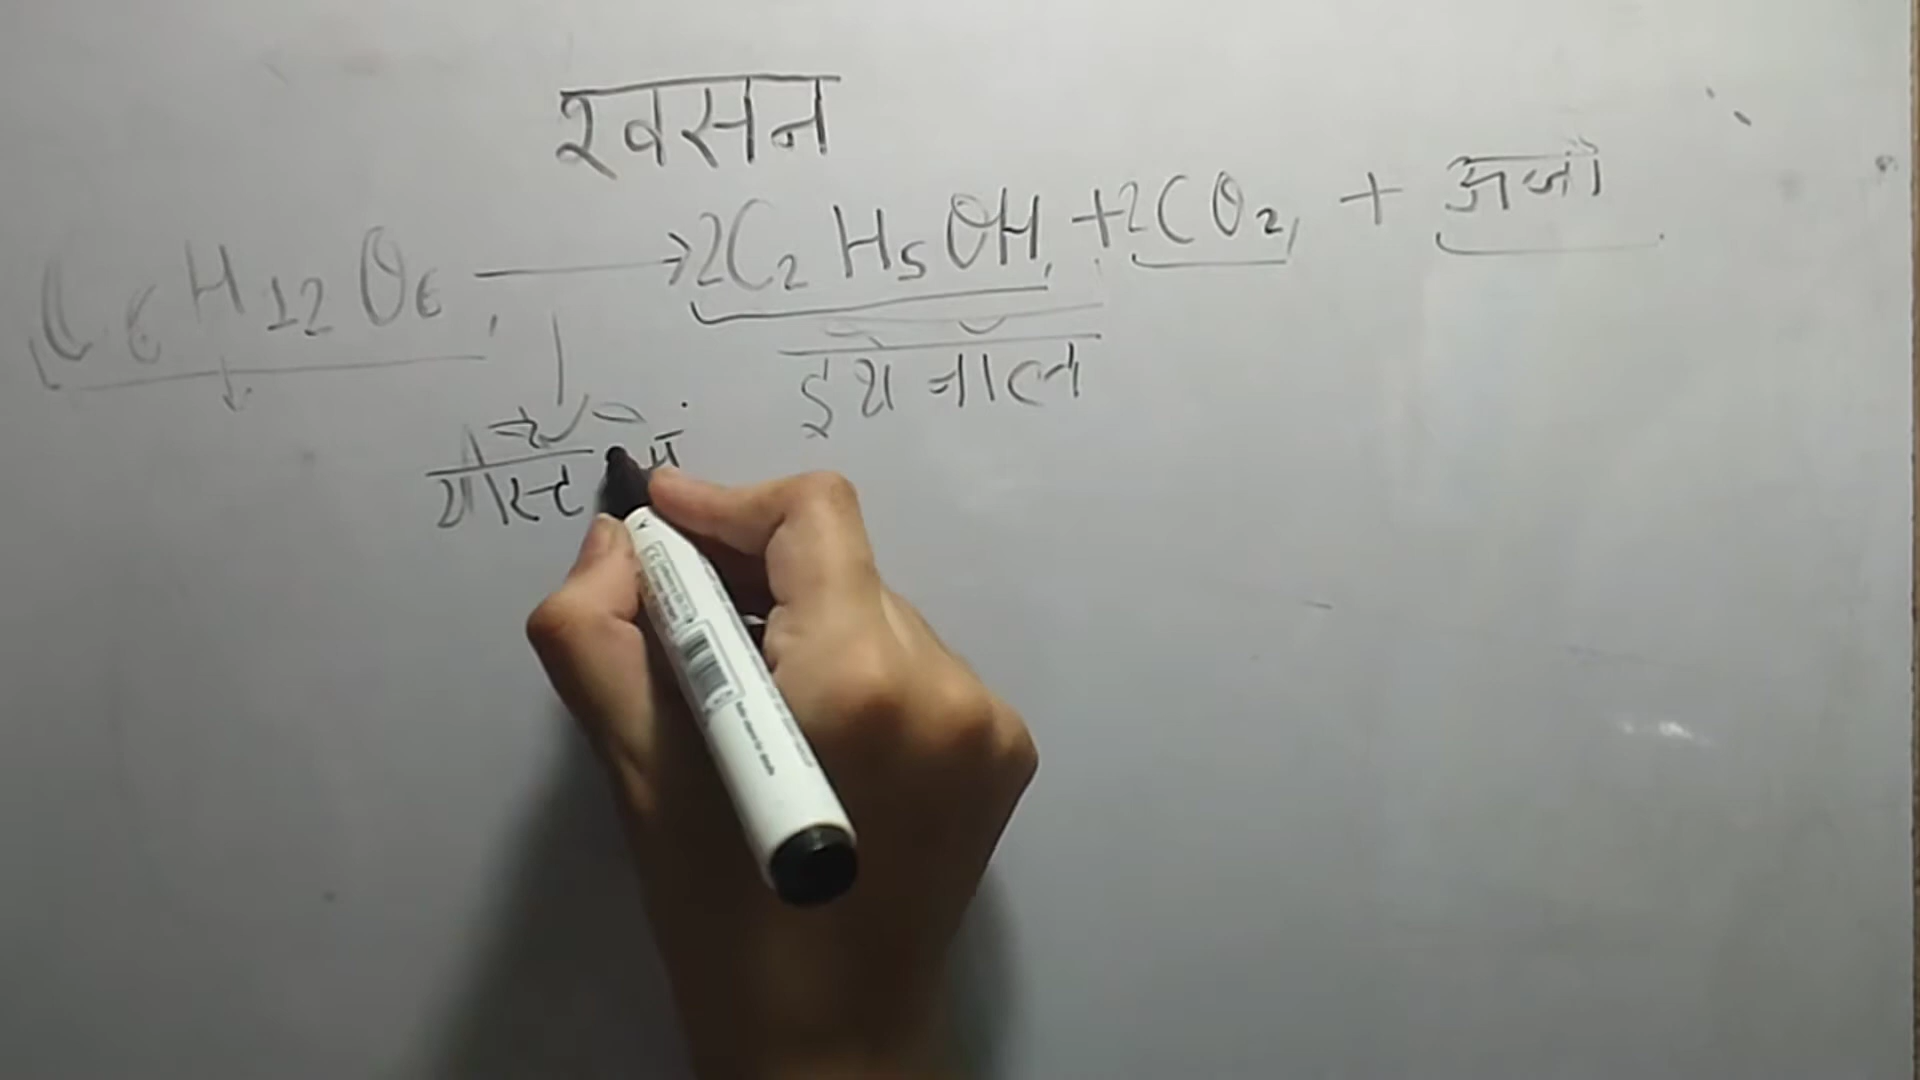 श्वसन
C6H12O6 → 2C2H5OH + 2CO2 + ऊर्जा
इथेनॉल
यीस्ट में